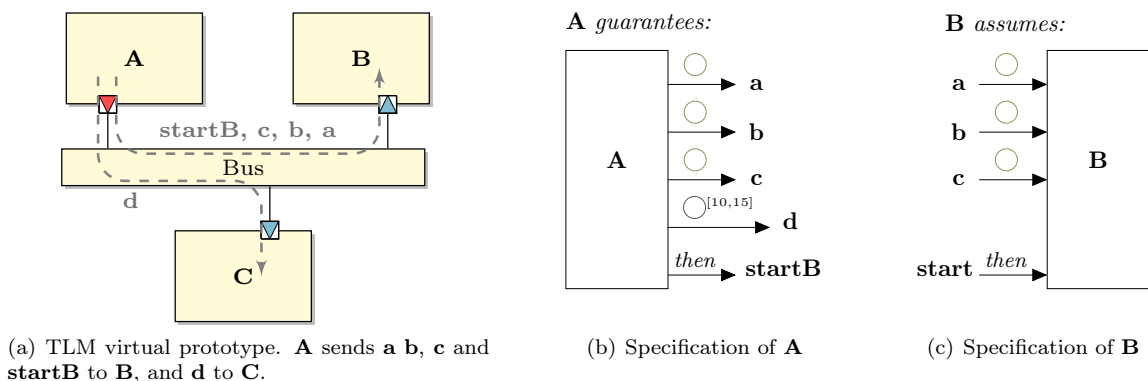 A
B
startB, c, b, a
Bus
d
C
(a) TLM virtual prototype. A sends a b, c and
startB to B, and d to C.
A guarantees:
A
a
b
c
[10,15]
d
then
startB
(b) Specification of A
B assumes:
a
b
c
B
start then
(c) Specification of B